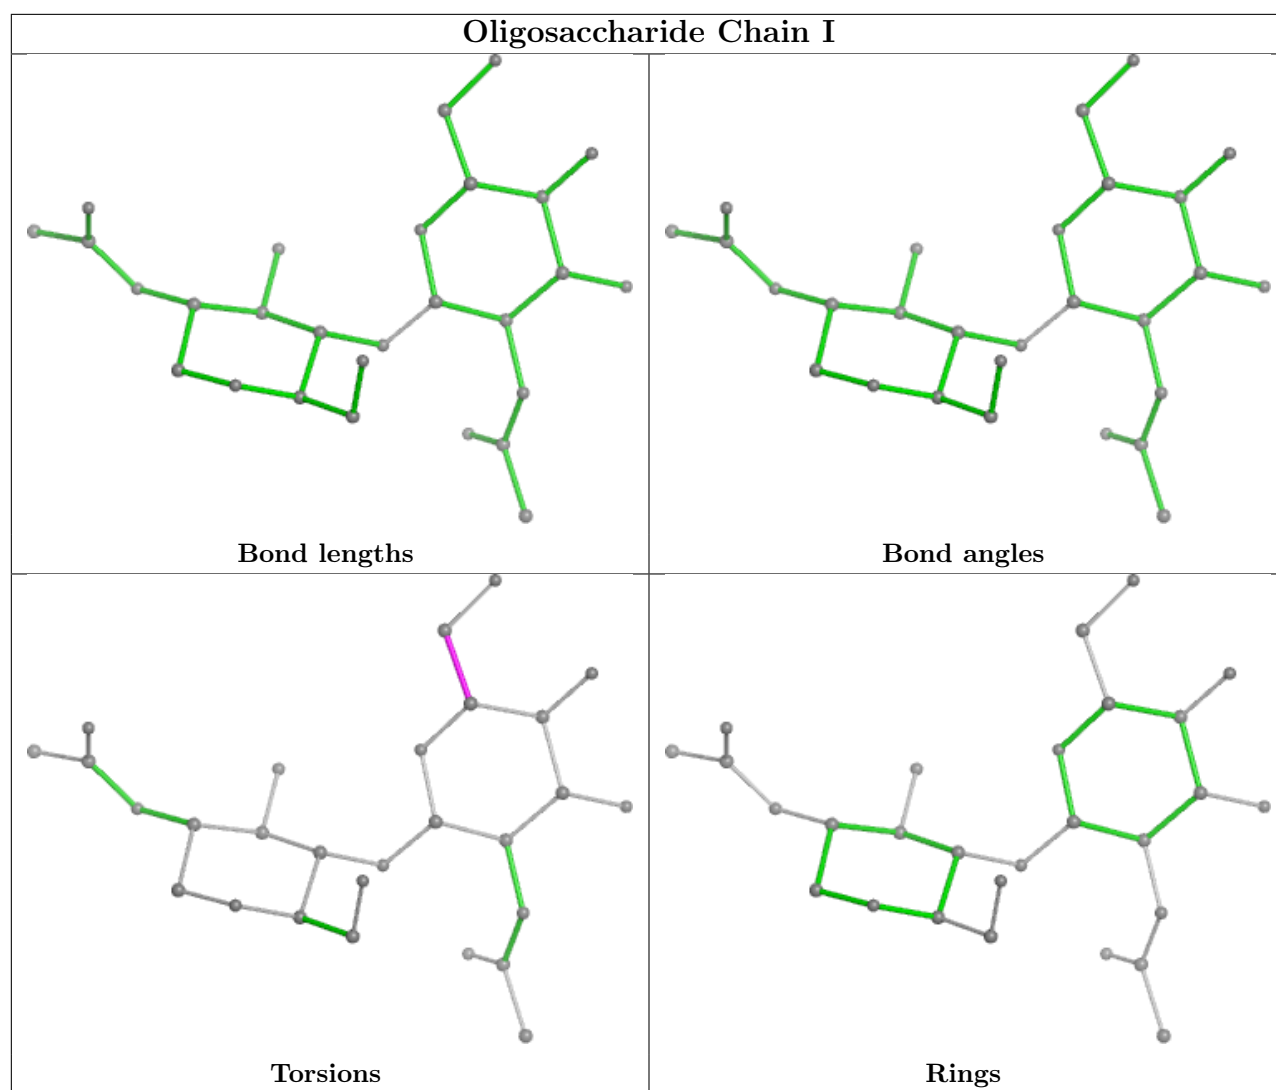 Oligosaccharide Chain I
Bond lengths
Bond angles
Torsions
Rings